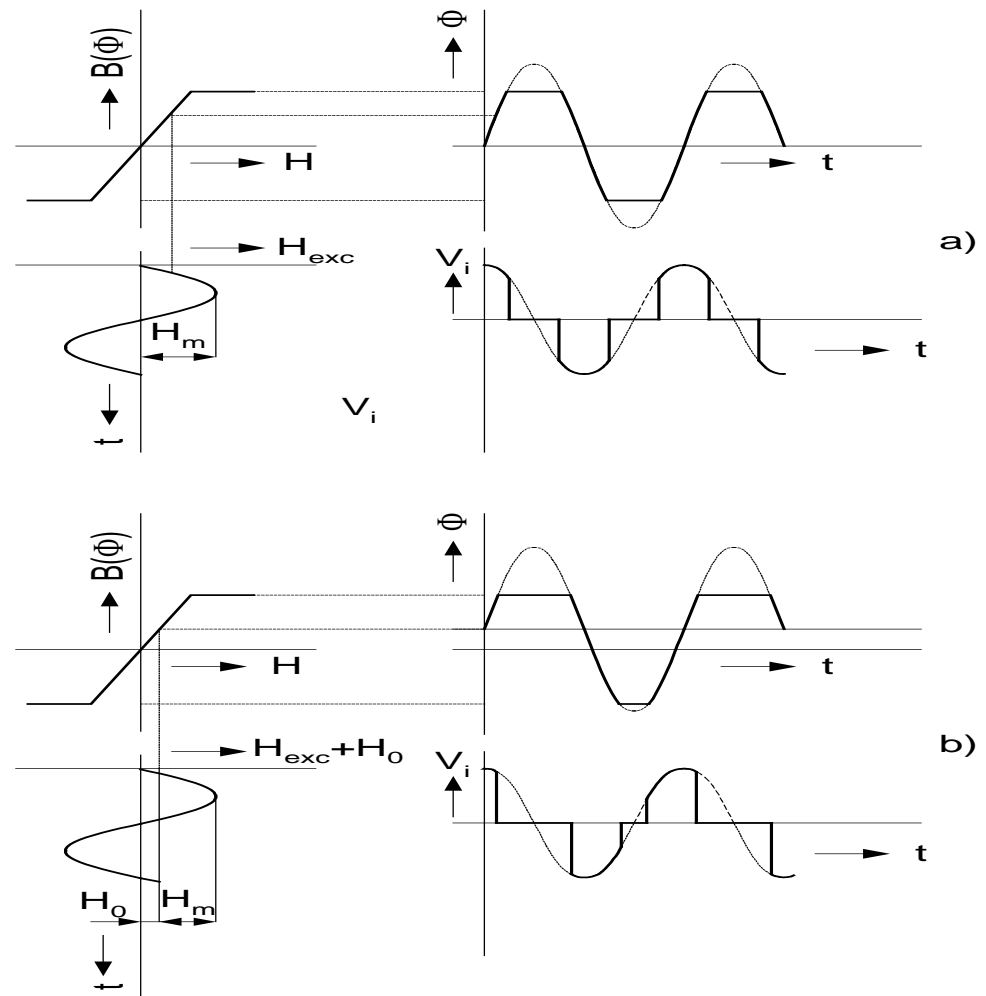 B(Φ)
Φ
H
t
H_exc
a)
V_i
H_m
t
t
V_i
B(Φ)
Φ
H
t
H_exc+H_0
b)
V_i
t
H_0
H_m
t